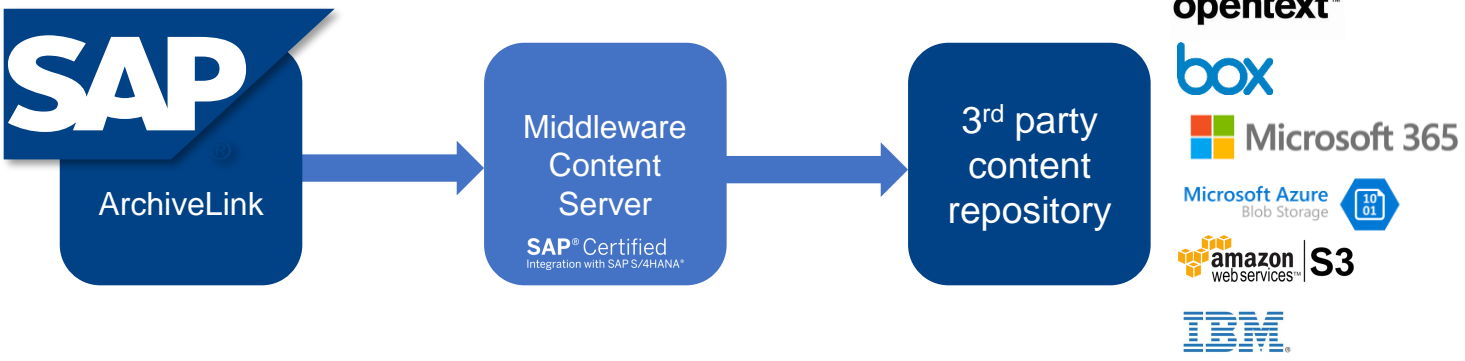 SAP
®
ArchiveLink
Middleware
Content
Server
SAP® Certified
Integration with SAP S/4HANA®
3rd party
content
repository
opentext™
box
Microsoft 365
Microsoft Azure
Blob Storage
10
01
amazon
web services™
S3
IBM®